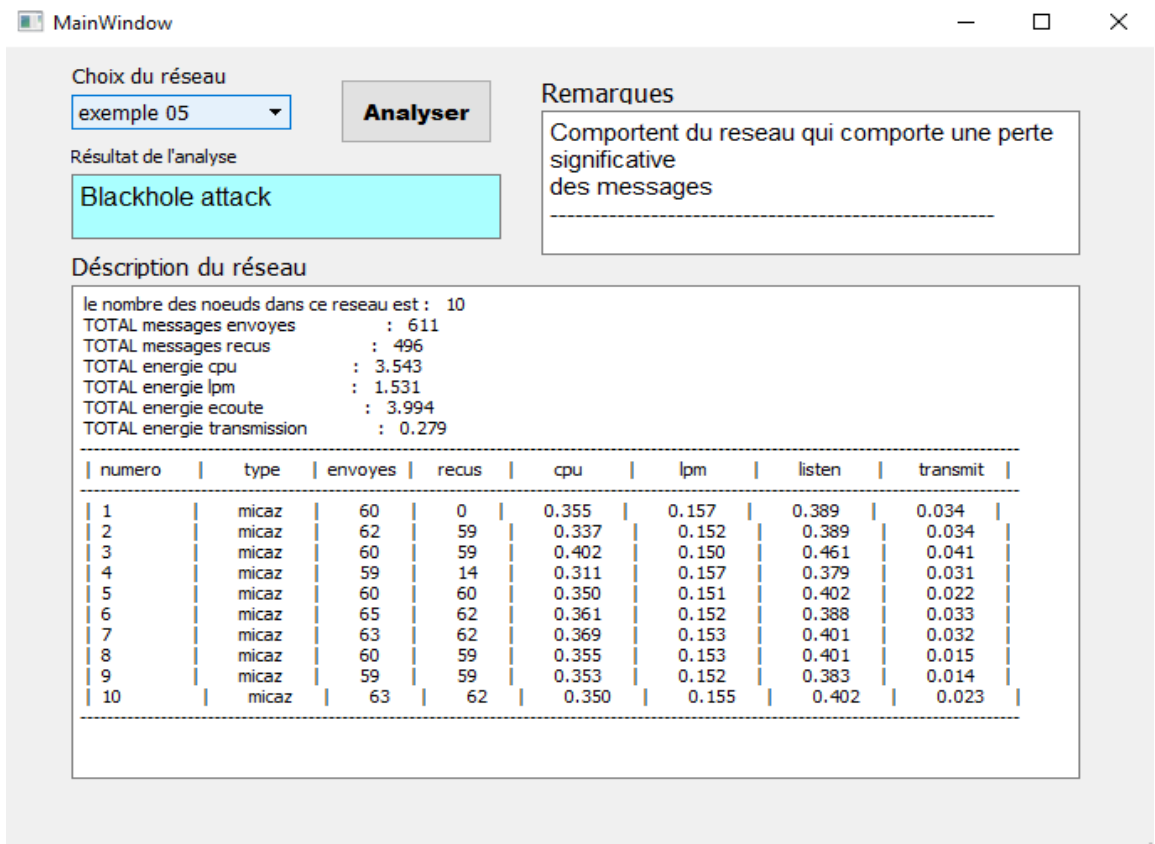 MainWindow
Choix du réseau
exemple 05
Analyser
Résultat de l'analyse
Blackhole attack
Remarques
Comportent du reseau qui comporte une perte
significative
des messages
------------------------------------------------------
Déscription du réseau
le nombre des noeuds dans ce reseau est : 10
TOTAL messages envoyes : 611
TOTAL messages recus : 496
TOTAL energie cpu : 3.543
TOTAL energie lpm : 1.531
TOTAL energie ecoute : 3.994
TOTAL energie transmission : 0.279
| numero | type | envoyes | recus | cpu | lpm | listen | transmit |
| 1 | micaz | 60 | 0 | 0.355 | 0.157 | 0.389 | 0.034 |
| 2 | micaz | 62 | 59 | 0.337 | 0.152 | 0.389 | 0.034 |
| 3 | micaz | 60 | 59 | 0.402 | 0.150 | 0.461 | 0.041 |
| 4 | micaz | 59 | 14 | 0.311 | 0.157 | 0.379 | 0.031 |
| 5 | micaz | 60 | 60 | 0.350 | 0.151 | 0.402 | 0.022 |
| 6 | micaz | 65 | 62 | 0.361 | 0.152 | 0.388 | 0.033 |
| 7 | micaz | 63 | 62 | 0.369 | 0.153 | 0.401 | 0.032 |
| 8 | micaz | 60 | 59 | 0.355 | 0.153 | 0.401 | 0.015 |
| 9 | micaz | 59 | 59 | 0.353 | 0.152 | 0.383 | 0.014 |
| 10 | micaz | 63 | 62 | 0.350 | 0.155 | 0.402 | 0.023 |